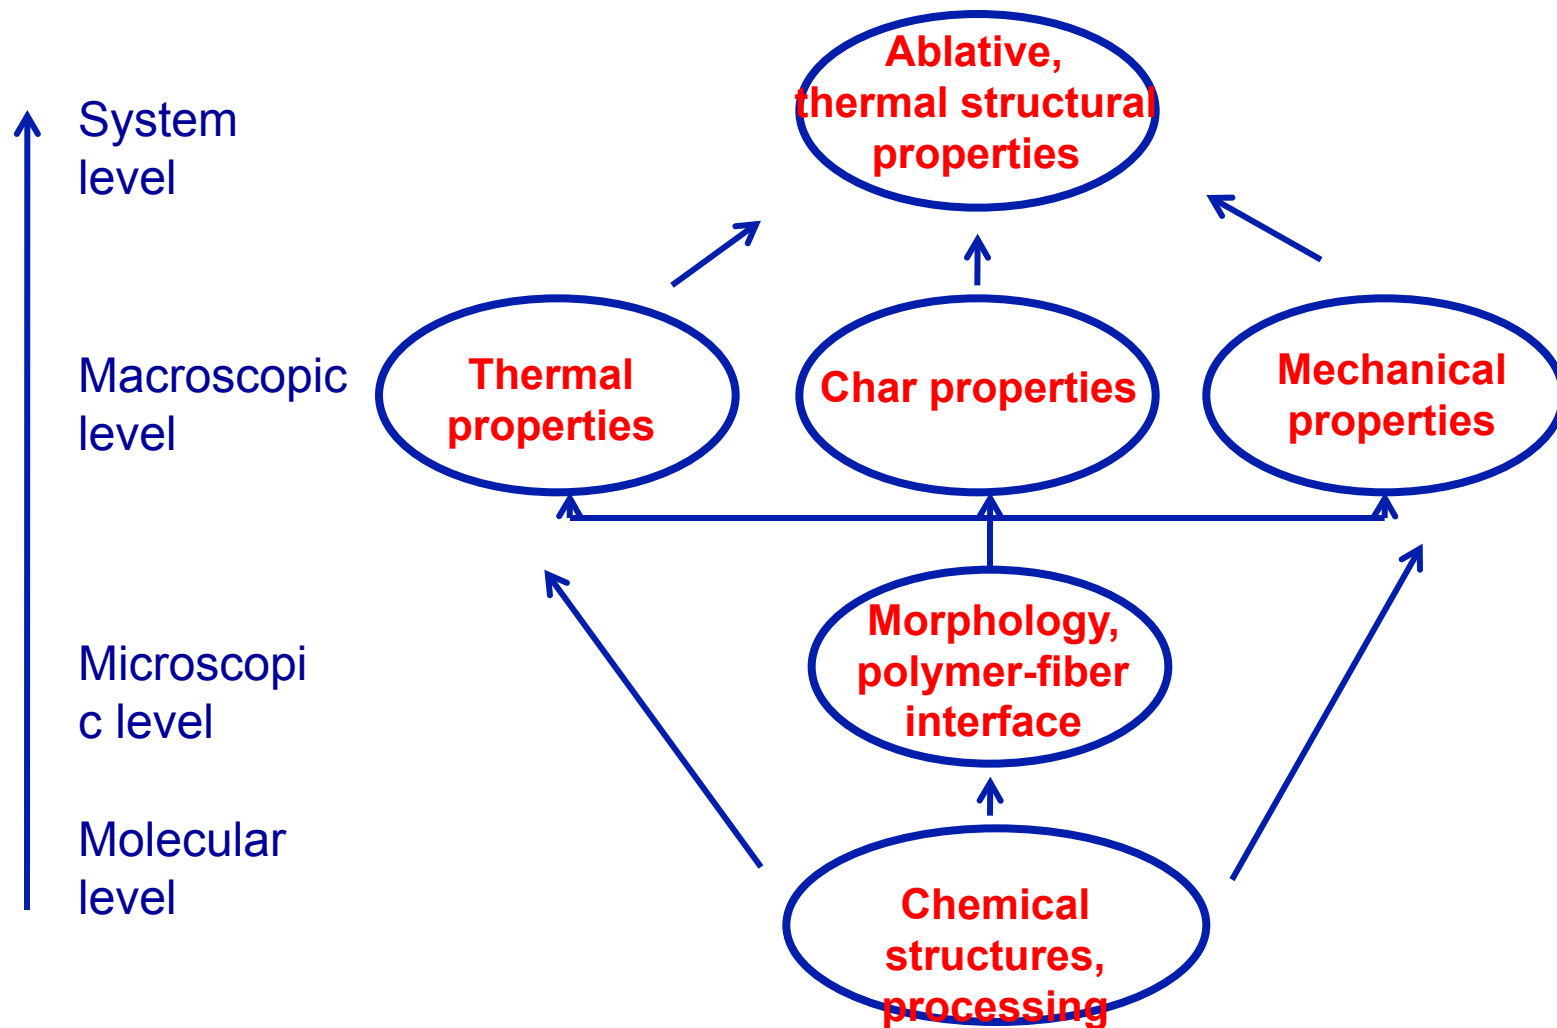 Ablative,
thermal structural
properties
System
level
Macroscopic
level
Thermal
properties
Char properties
Mechanical
properties
Microscopi
c level
Morphology,
polymer-fiber
interface
Molecular
level
Chemical
structures,
processing